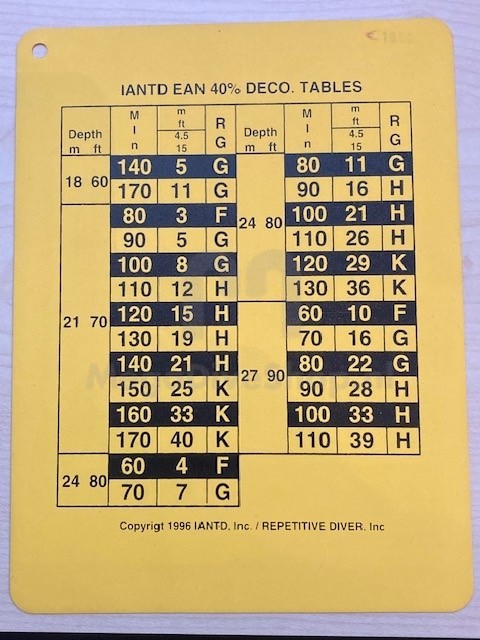 IANTD EAN 40% DECO. TABLES
Depth m ft Min m ft 4.5 15 RG Depth m ft Min m ft 4.5 15 RG
18 60
140 5 G
170 11 G
21 70
80 3 F
90 5 G
100 8 G
110 12 H
120 15 H
130 19 H
140 21 H
150 25 K
160 33 K
170 40 K
24 80
60 4 F
70 7 G
24 80
80 11 G
90 16 H
100 21 H
110 26 H
120 29 K
130 36 K
27 90
60 10 F
70 16 G
80 22 G
90 28 H
100 33 H
110 39 H
Copyrigt 1996 IANTD, Inc. / REPETITIVE DIVER, Inc